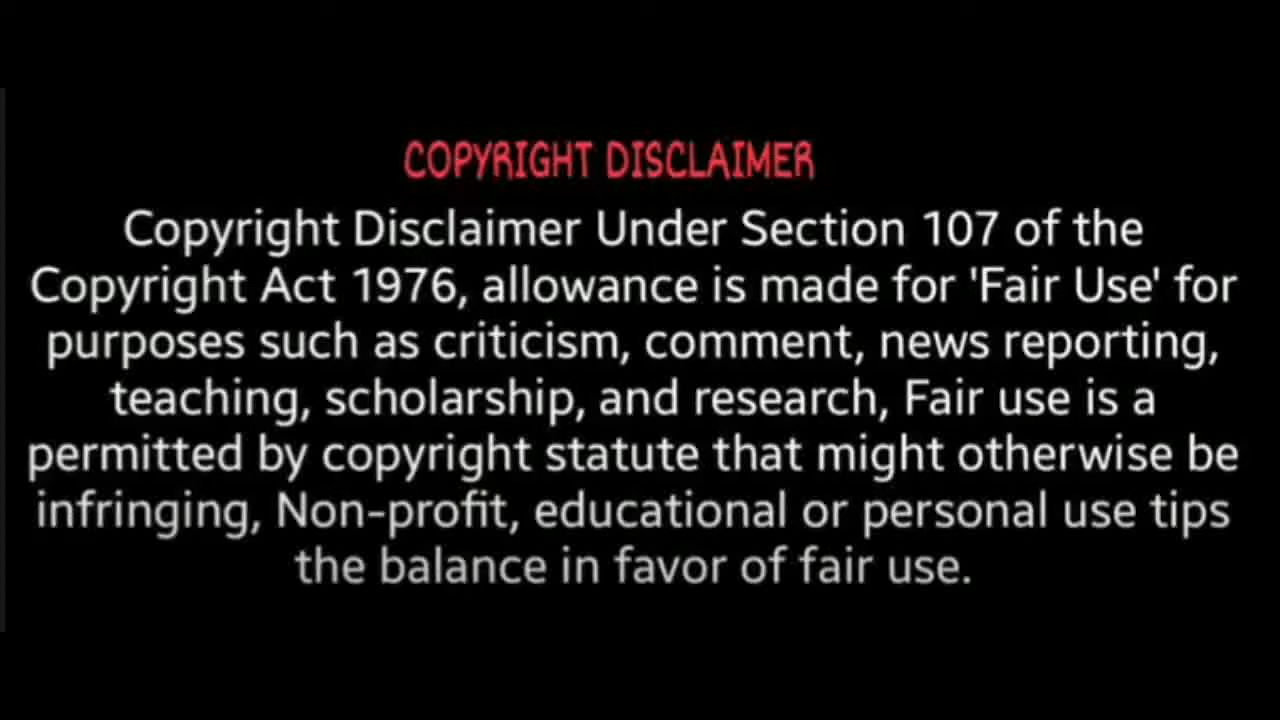 COPYRIGHT DISCLAIMER
Copyright Disclaimer Under Section 107 of the
Copyright Act 1976, allowance is made for 'Fair Use' for
purposes such as criticism, comment, news reporting,
teaching, scholarship, and research, Fair use is a
permitted by copyright statute that might otherwise be
infringing, Non-profit, educational or personal use tips
the balance in favor of fair use.